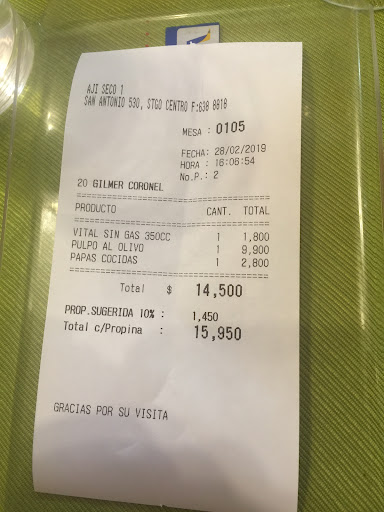 AJI SECO 1
SAN ANTONIO 530, STGO CENTRO F:638 8818
MESA : 0105
FECHA: 28/02/2019
HORA : 16:06:54
No.P.: 2
20 GILMER CORONEL
================================
PRODUCTO CANT. TOTAL
================================
VITAL SIN GAS 350CC 1 1,800
PULPO AL OLIVO 1 9,900
PAPAS COCIDAS 1 2,800
================================
Total $ 14,500
PROP.SUGERIDA 10% : 1,450
Total c/Propina : 15,950
GRACIAS POR SU VISITA